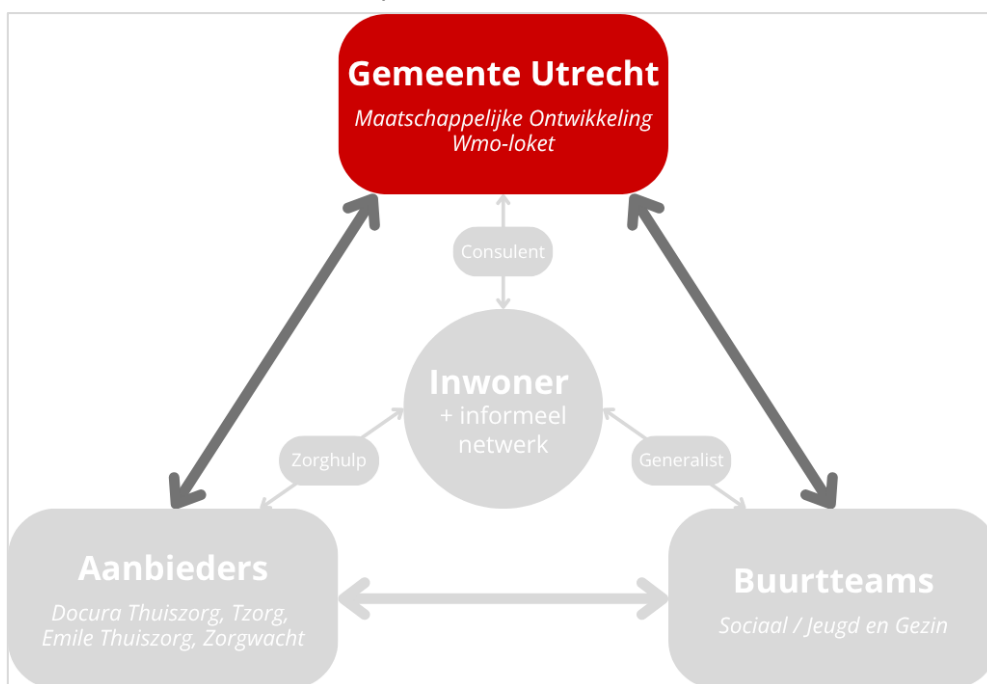 Gemeente Utrecht
Maatschappelijke Ontwikkeling
Wmo-loket
Consulent
Inwoner
+ informeel
netwerk
Zorghulp
Generalist
Aanbieders
Docura Thuiszorg, Tzorg,
Emile Thuiszorg, Zorgwacht
Buurtteams
Sociaal / Jeugd en Gezin